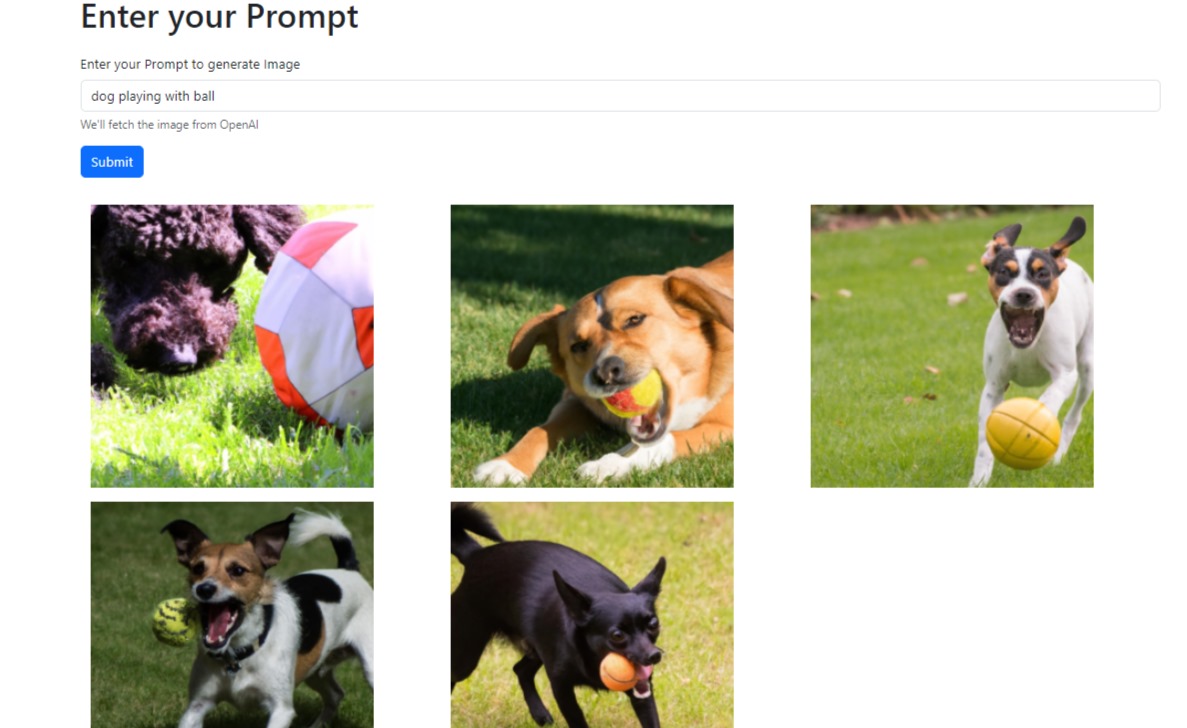 Enter your Prompt
Enter your Prompt to generate Image
dog playing with ball
We'll fetch the image from OpenAI
Submit